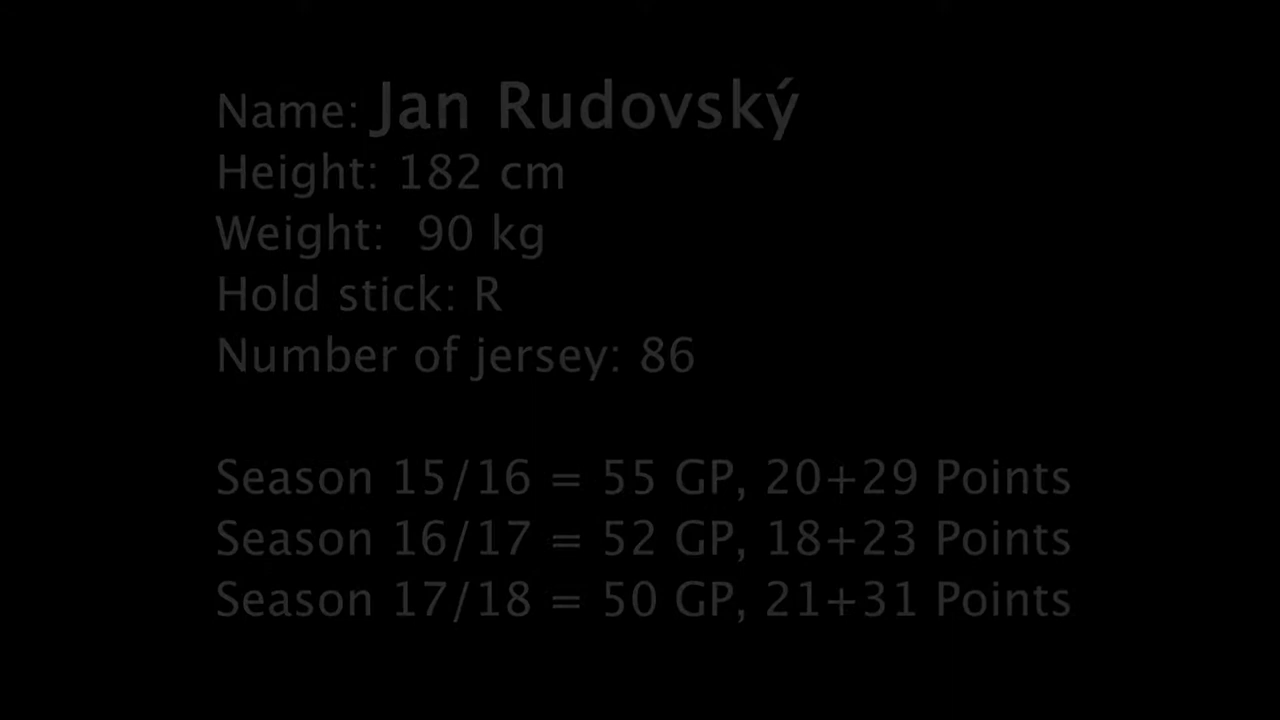 Name: Jan Rudovský
Height: 182 cm
Weight: 90 kg
Hold stick: R
Number of jersey: 86
Season 15/16 = 55 GP, 20+29 Points
Season 16/17 = 52 GP, 18+23 Points
Season 17/18 = 50 GP, 21+31 Points